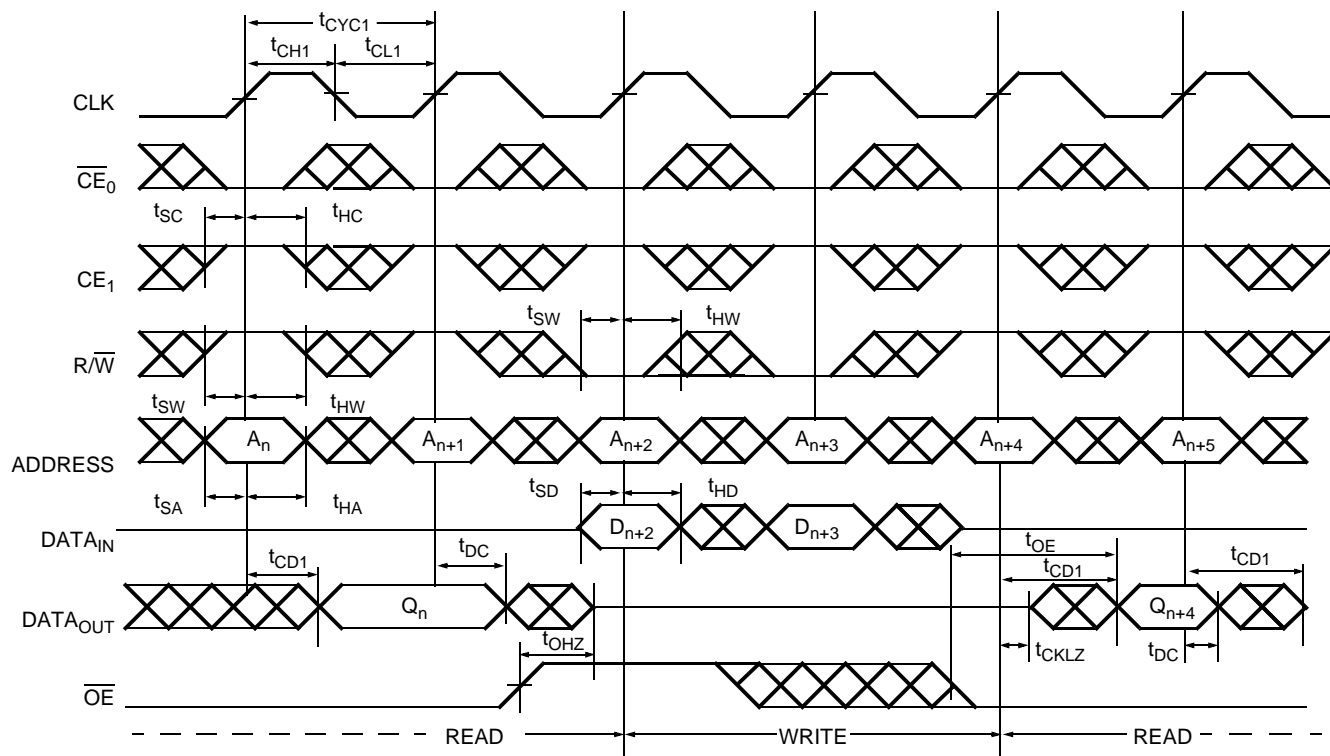 tCYC1
tCH1 tCL1
CLK
CE0
tSC tHC
CE1
tSW tHW
R/W
tSW tHW
An An+1 An+2 An+3 An+4 An+5
ADDRESS
tSA tHA tSD tHD
Dn+2 Dn+3
DATAIN
tOE
tCD1 tDC tCD1 tCD1
Qn Qn+4
DATAOUT
tOHZ tCKLZ tDC
OE
READ WRITE READ